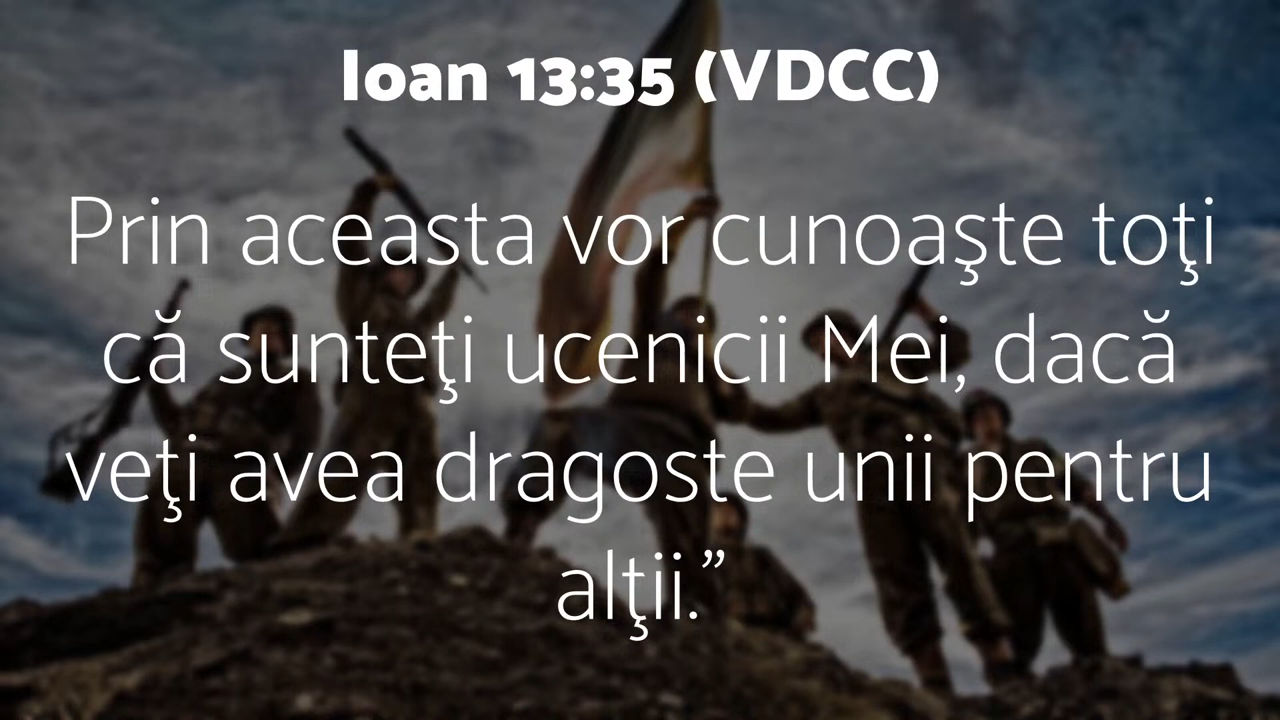 Ioan 13:35 (VDCC)
Prin aceasta vor cunoaşte toţi
că sunteţi ucenicii Mei, dacă
veţi avea dragoste unii pentru
alţii.”